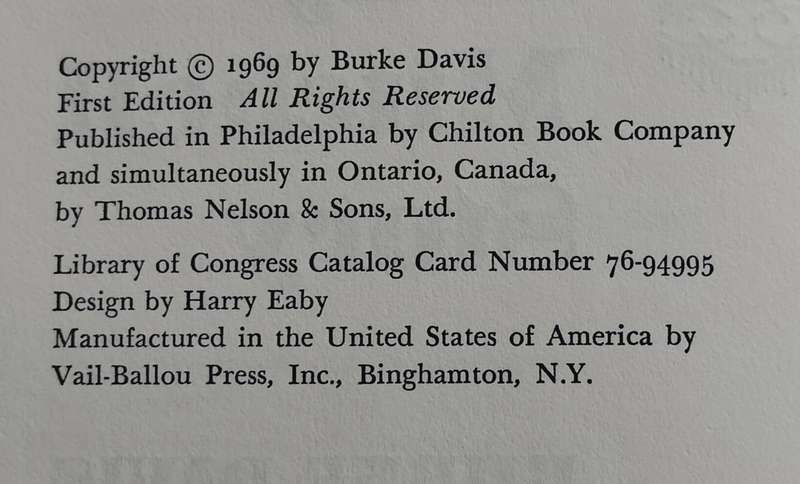 Copyright © 1969 by Burke Davis
First Edition All Rights Reserved
Published in Philadelphia by Chilton Book Company
and simultaneously in Ontario, Canada,
by Thomas Nelson & Sons, Ltd.
Library of Congress Catalog Card Number 76-94995
Design by Harry Eaby
Manufactured in the United States of America by
Vail-Ballou Press, Inc., Binghamton, N.Y.